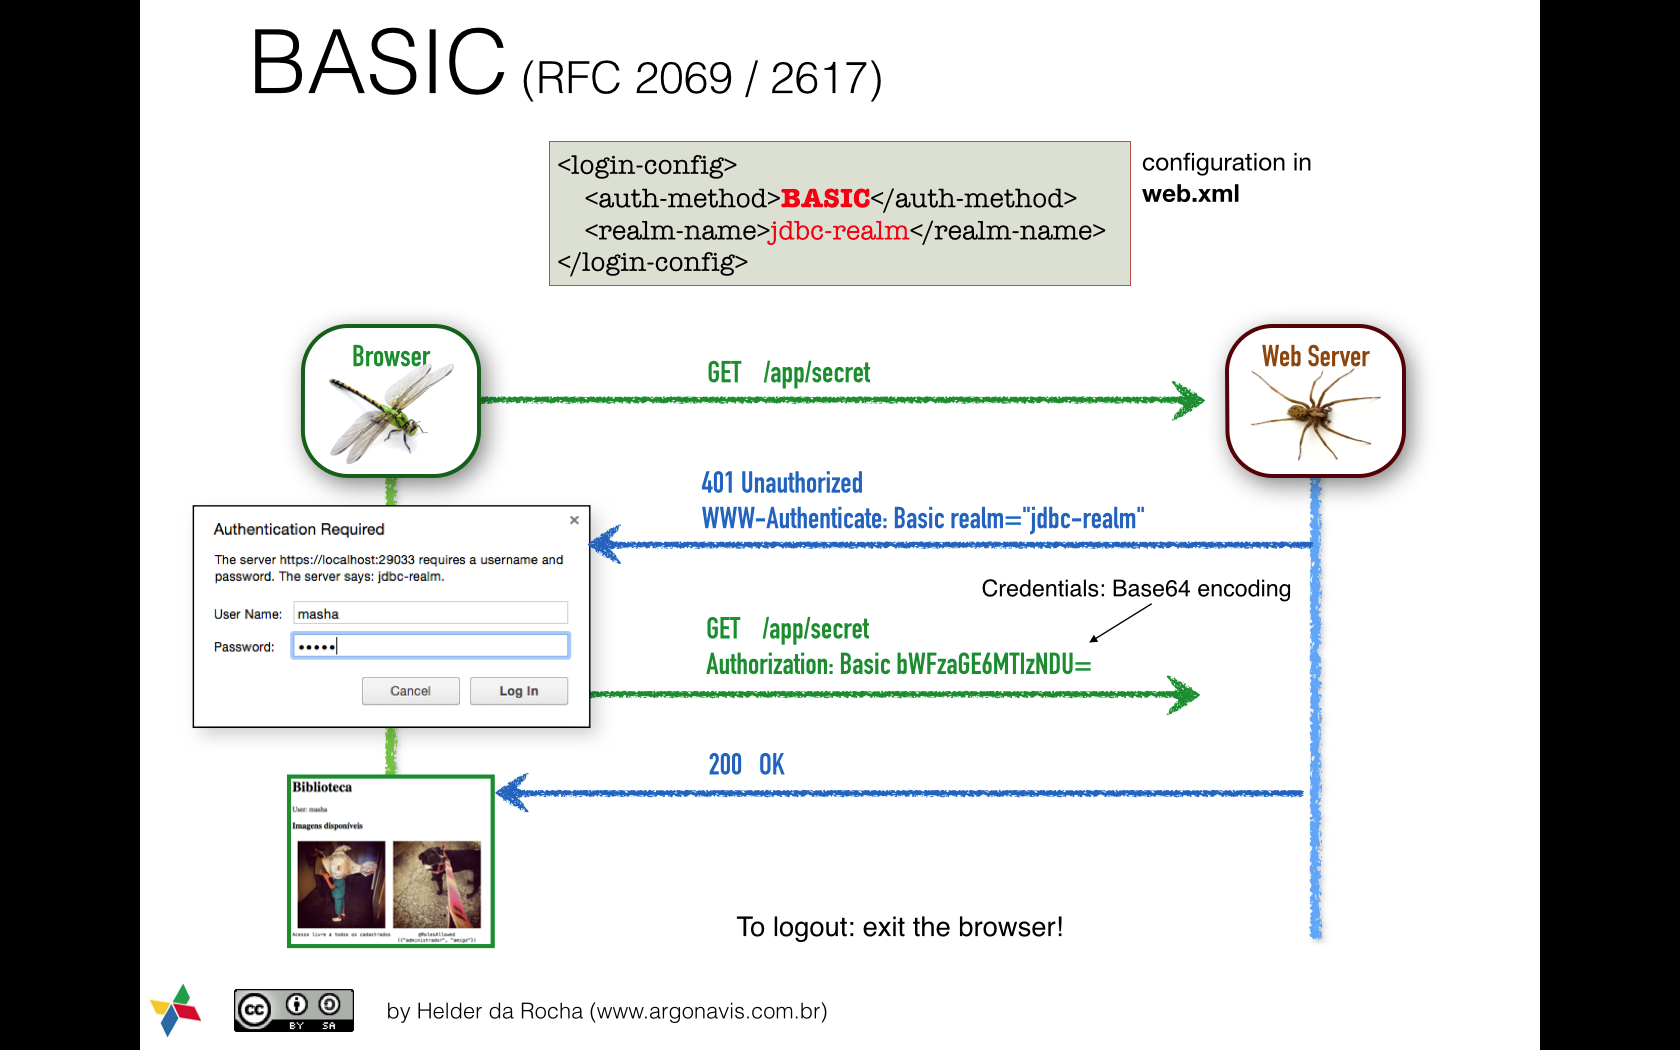 BASIC (RFC 2069 / 2617)
<login-config>
<auth-method>BASIC</auth-method>
<realm-name>jdbc-realm</realm-name>
</login-config>
configuration in
web.xml
Browser
GET /app/secret
Web Server
401 Unauthorized
WWW-Authenticate: Basic realm="jdbc-realm"
Authentication Required
×
The server https://localhost:29033 requires a username and
password. The server says: jdbc-realm.
User Name: masha
Password: •••••
Cancel Log In
Credentials: Base64 encoding
GET /app/secret
Authorization: Basic bWFzaGE6MTIzNDU=
200 OK
Biblioteca
User: masha
Imagens disponíveis
Acesso livre a todos os cadastrados
@RolesAllowed
({"administrador", "amigo"})
To logout: exit the browser!
cc BY SA
by Helder da Rocha (www.argonavis.com.br)